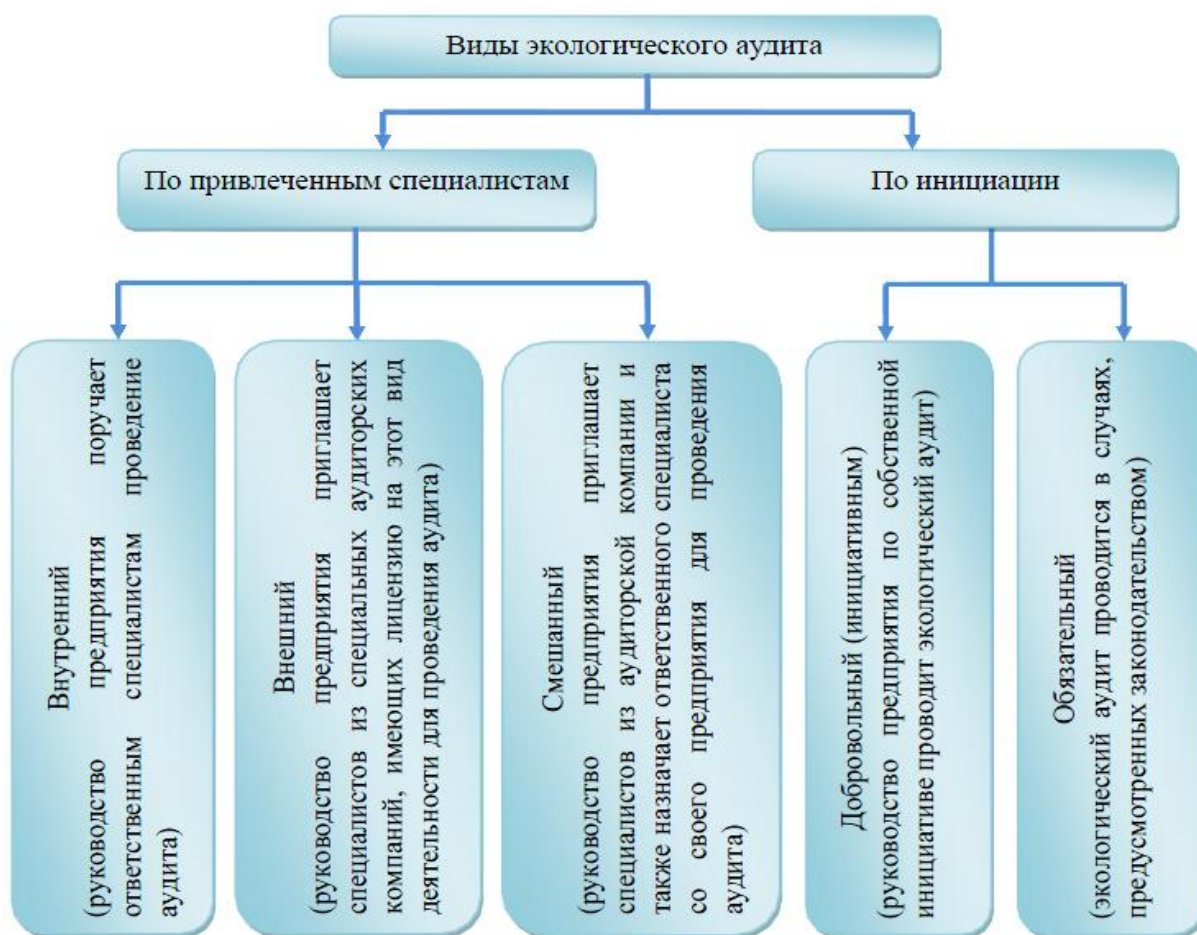 Виды экологического аудита
По привлеченным специалистам
По инициации
Внутренний
(руководство предприятия поручает
ответственным специалистам проведение
аудита)
Внешний
(руководство предприятия приглашает
специалистов из специальных аудиторских
компаний, имеющих лицензию на этот вид
деятельности для проведения аудита)
Смешанный
(руководство предприятия приглашает
специалистов из аудиторской компании и
также назначает ответственного специалиста
со своего предприятия для проведения
аудита)
Добровольный (инициативным)
(руководство предприятия по собственной
инициативе проводит экологический аудит)
Обязательный
(экологический аудит проводится в случаях,
предусмотренных законодательством)